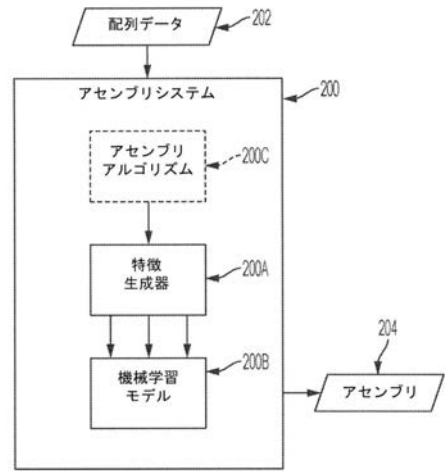 配列データ
202
アセンブリシステム
200
アセンブリ
アルゴリズム
200C
特徴
生成器
200A
204
機械学習
モデル
200B
アセンブリ